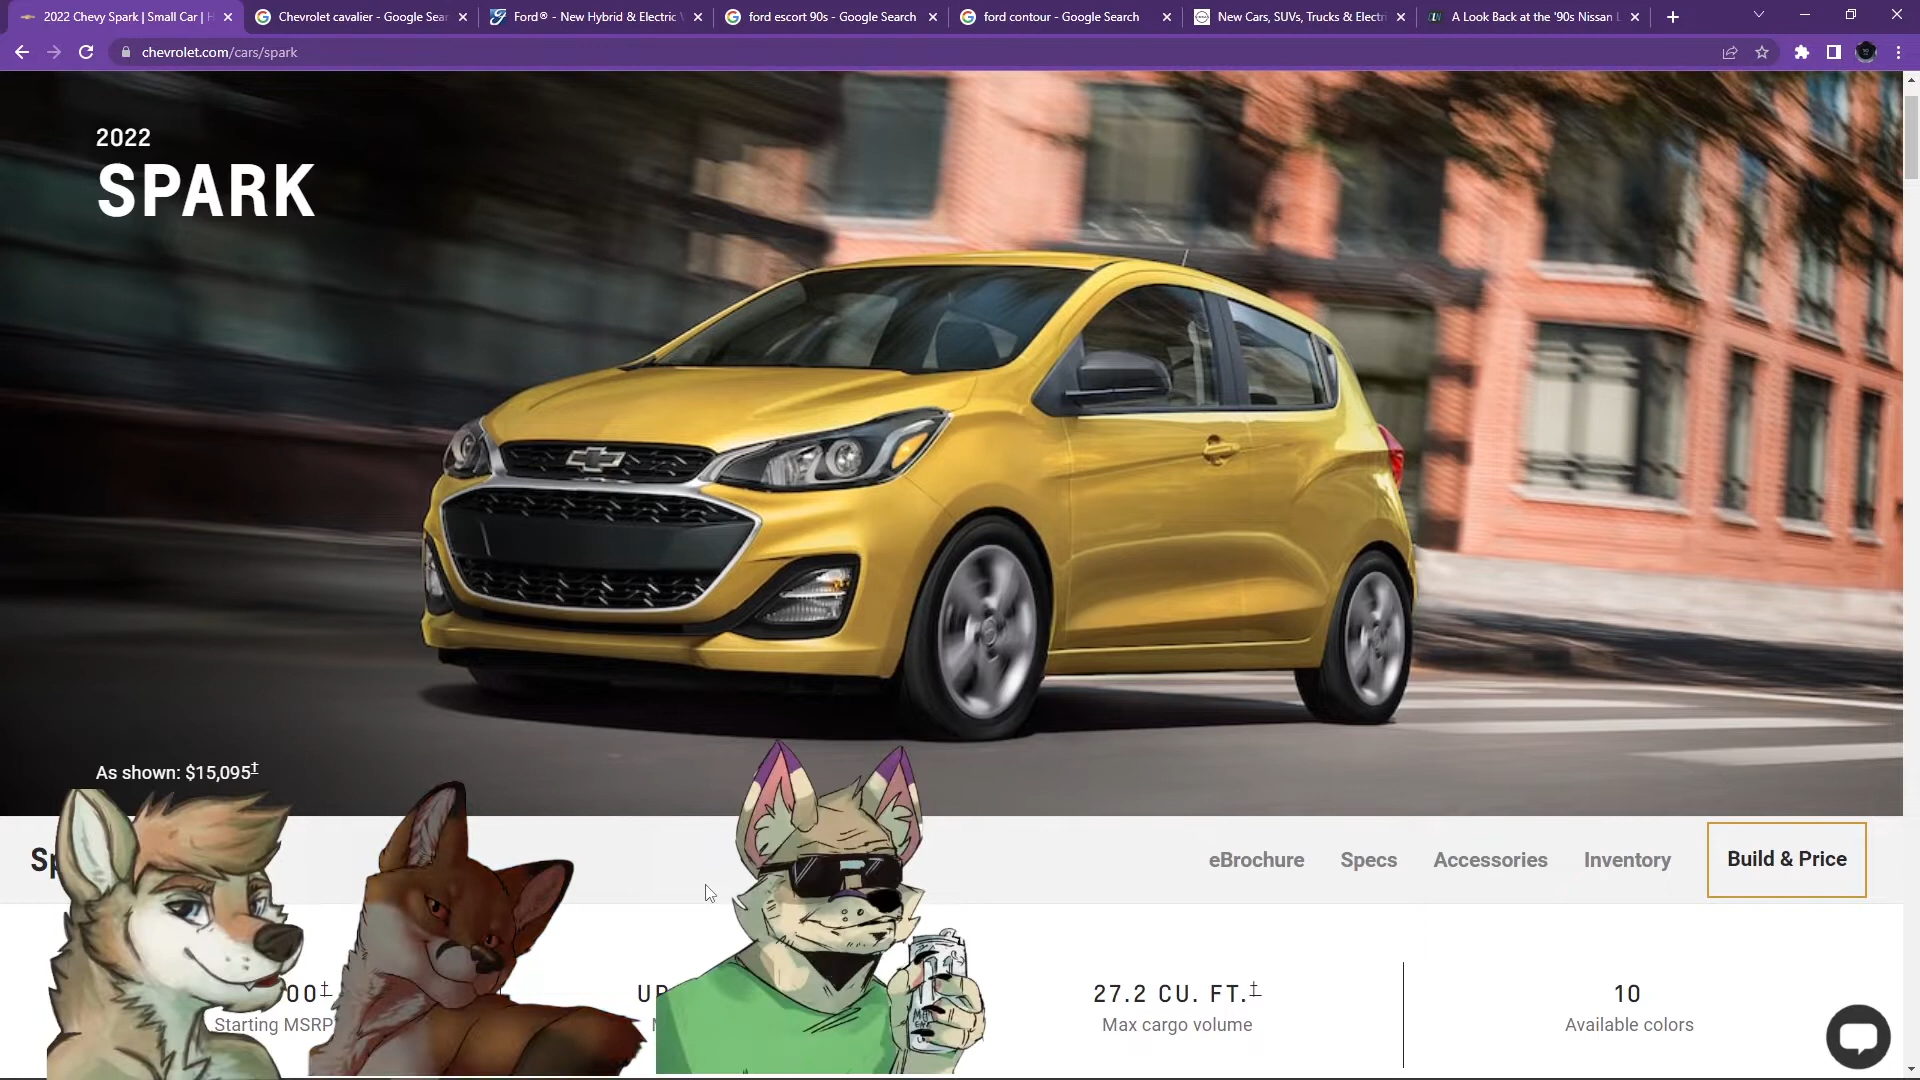 2022 Chevy Spark | Small Car | H
Chevrolet cavalier - Google Sear
Ford® - New Hybrid & Electric V
ford escort 90s - Google Search
ford contour - Google Search
New Cars, SUVs, Trucks & Electri
A Look Back at the '90s Nissan L
chevrolet.com/cars/spark
2022
SPARK
As shown: $15,095†
Sp
eBrochure
Specs
Accessories
Inventory
Build & Price
00†
Starting MSRP
UP
27.2 CU. FT.†
Max cargo volume
10
Available colors